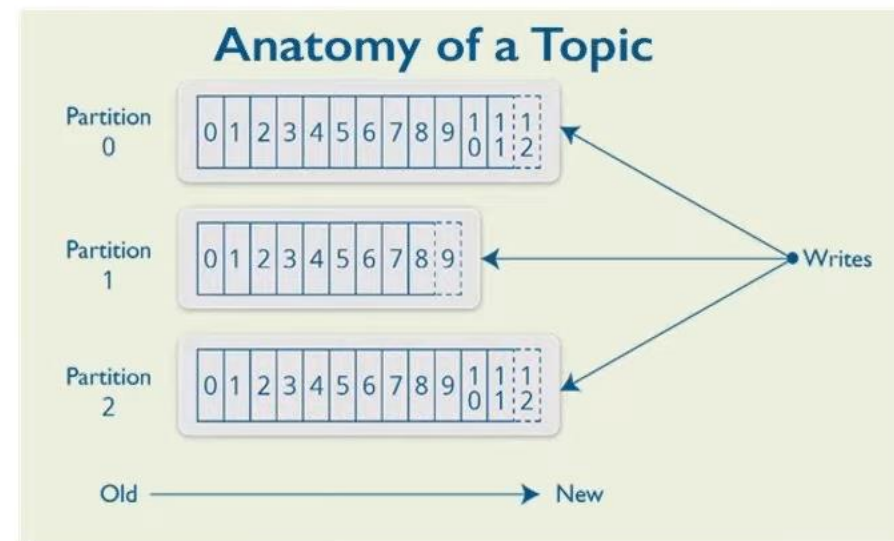 Anatomy of a Topic
Partition
0
0 1 2 3 4 5 6 7 8 9 10 11 12
Partition
1
0 1 2 3 4 5 6 7 8 9
Writes
Partition
2
0 1 2 3 4 5 6 7 8 9 10 11 12
Old New